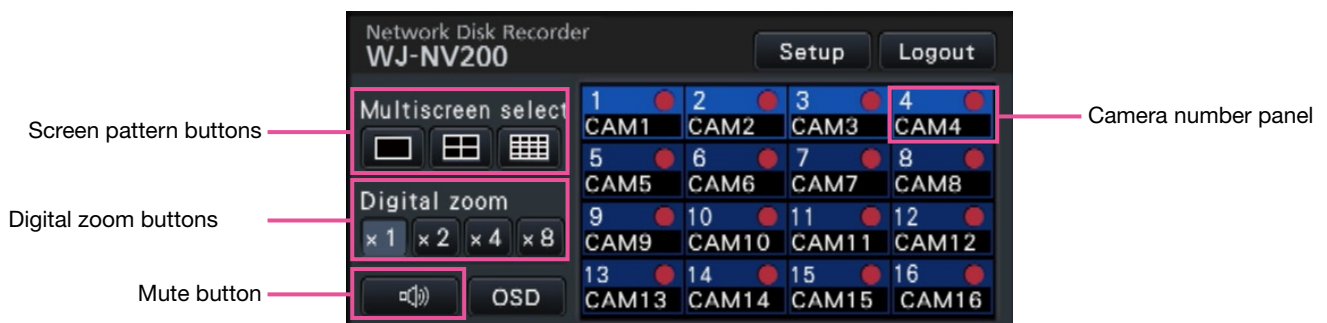 Network Disk Recorder
WJ-NV200
Setup
Logout
Screen pattern buttons
Multiscreen select
Digital zoom buttons
Digital zoom
×1 ×2 ×4 ×8
Mute button
OSD
1 2 3 4
CAM1 CAM2 CAM3 CAM4
5 6 7 8
CAM5 CAM6 CAM7 CAM8
9 10 11 12
CAM9 CAM10 CAM11 CAM12
13 14 15 16
CAM13 CAM14 CAM15 CAM16
Camera number panel